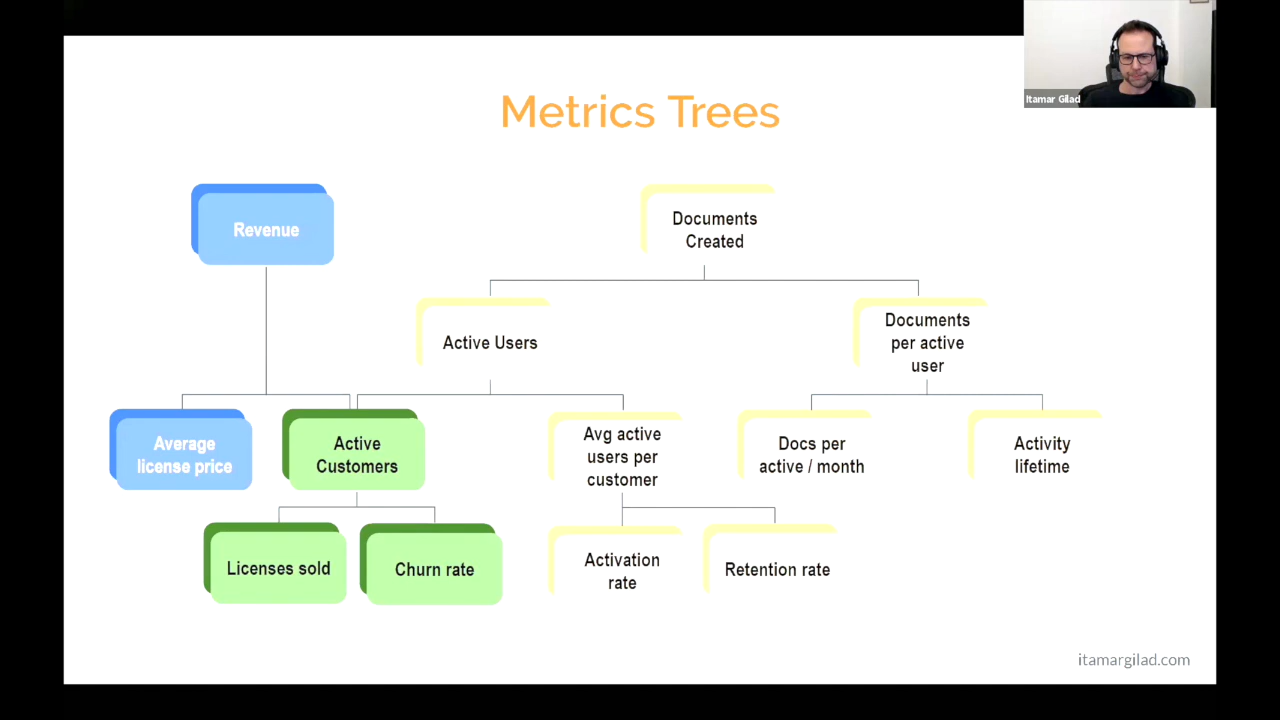 Itamar Gilad
Metrics Trees
Revenue
Documents
Created
Active Users
Documents
per active
user
Average
license price
Active
Customers
Avg active
users per
customer
Docs per
active / month
Activity
lifetime
Licenses sold
Churn rate
Activation
rate
Retention rate
itamargilad.com